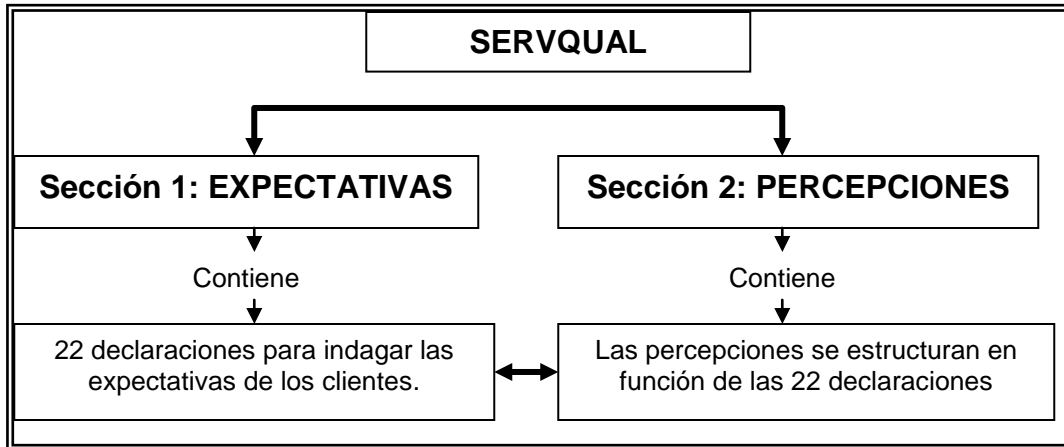 SERVQUAL
Sección 1: EXPECTATIVAS
Sección 2: PERCEPCIONES
Contiene
Contiene
22 declaraciones para indagar las
expectativas de los clientes.
Las percepciones se estructuran en
función de las 22 declaraciones